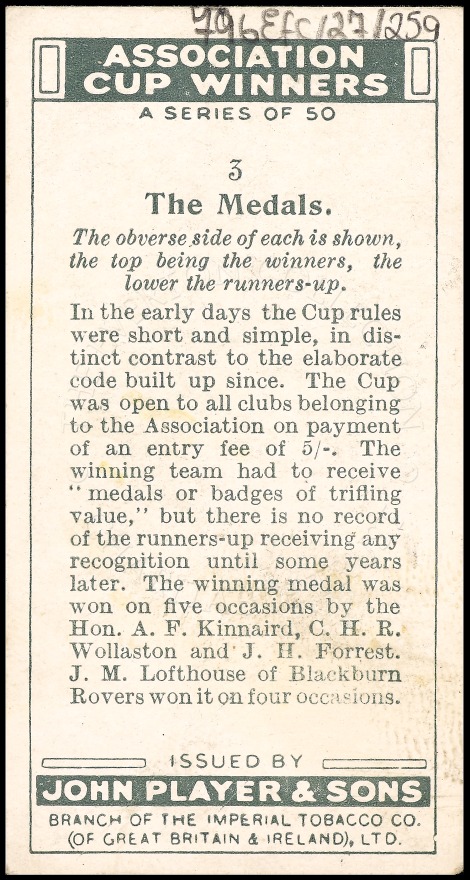 796EFC/27/259
ASSOCIATION
CUP WINNERS
A SERIES OF 50
3
The Medals.
The obverse side of each is shown,
the top being the winners, the
lower the runners-up.
In the early days the Cup rules
were short and simple, in dis-
tinct contrast to the elaborate
code built up since. The Cup
was open to all clubs belonging
to the Association on payment
of an entry fee of 5/-. The
winning team had to receive
“medals or badges of trifling
value,” but there is no record
of the runners-up receiving any
recognition until some years
later. The winning medal was
won on five occasions by the
Hon. A. F. Kinnaird, C. H. R.
Wollaston and J. H. Forrest.
J. M. Lofthouse of Blackburn
Rovers won it on four occasions.
ISSUED BY
JOHN PLAYER & SONS
BRANCH OF THE IMPERIAL TOBACCO CO.
(OF GREAT BRITAIN & IRELAND), LTD.